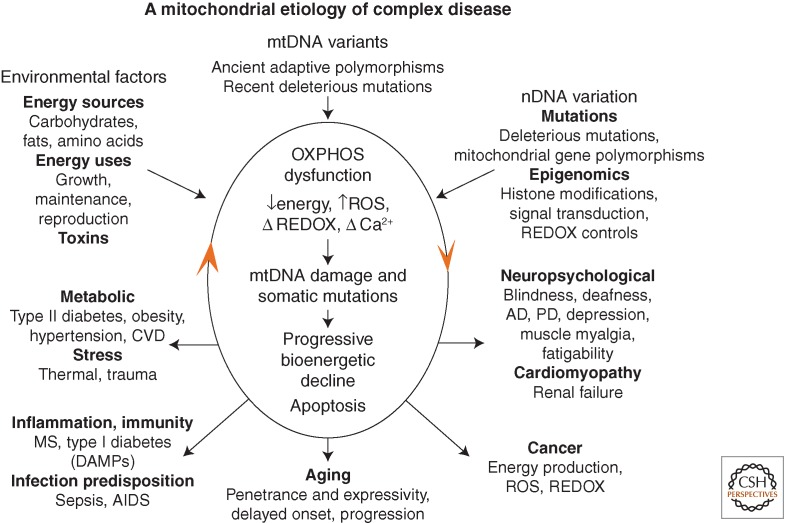 A mitochondrial etiology of complex disease
mtDNA variants
Ancient adaptive polymorphisms
Recent deleterious mutations
Environmental factors
Energy sources
Carbohydrates,
fats, amino acids
Energy uses
Growth,
maintenance,
reproduction
Toxins
nDNA variation
Mutations
Deleterious mutations,
mitochondrial gene polymorphisms
Epigenomics
Histone modifications,
signal transduction,
REDOX controls
OXPHOS
dysfunction
↓energy, ↑ROS,
Δ REDOX, Δ Ca²⁺
mtDNA damage and
somatic mutations
Progressive
bioenergetic
decline
Apoptosis
Metabolic
Type II diabetes, obesity,
hypertension, CVD
Stress
Thermal, trauma
Neuropsychological
Blindness, deafness,
AD, PD, depression,
muscle myalgia,
fatigability
Cardiomyopathy
Renal failure
Inflammation, immunity
MS, type I diabetes
(DAMPs)
Infection predisposition
Sepsis, AIDS
Aging
Penetrance and expressivity,
delayed onset, progression
Cancer
Energy production,
ROS, REDOX
CSH
PERSPECTIVES